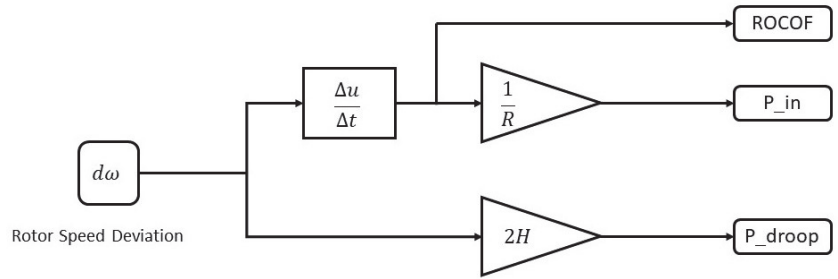 ROCOF
Δu
Δt
1
R
P_in
dω
Rotor Speed Deviation
2H
P_droop